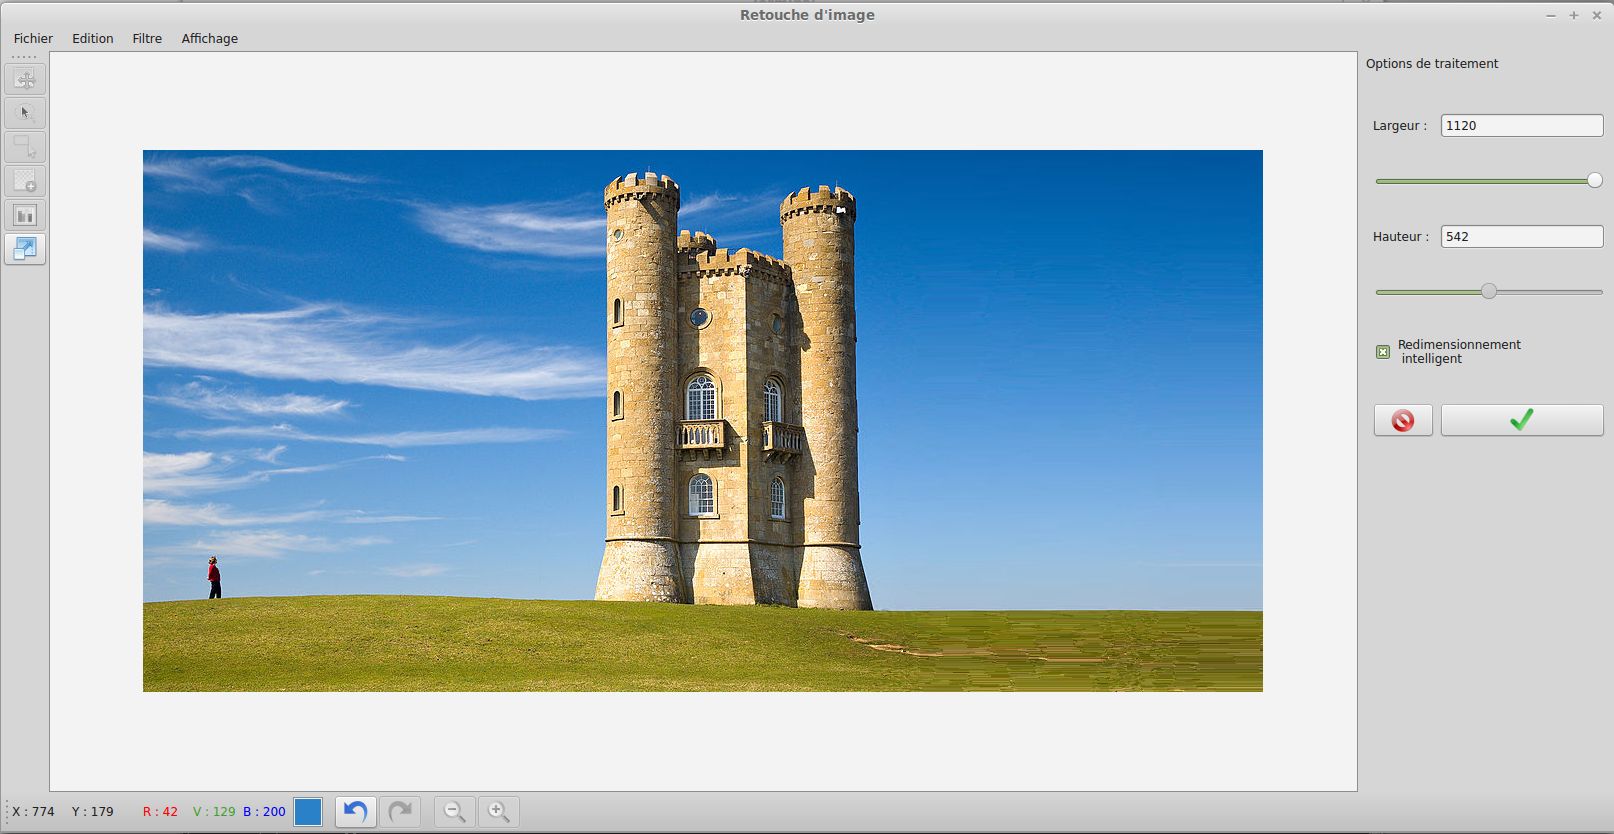 Retouche d'image
Fichier Edition Filtre Affichage
Options de traitement
Largeur : 1120
Hauteur : 542
Redimensionnement
intelligent
X : 774 Y : 179 R : 42 V : 129 B : 200